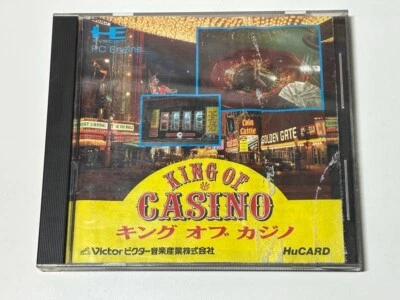 HE
PC Engine
Coin Castle
GOLDEN GATE
KING OF
CASINO
キング オブ カジノ
Victor ビクター音楽産業株式会社
HuCARD